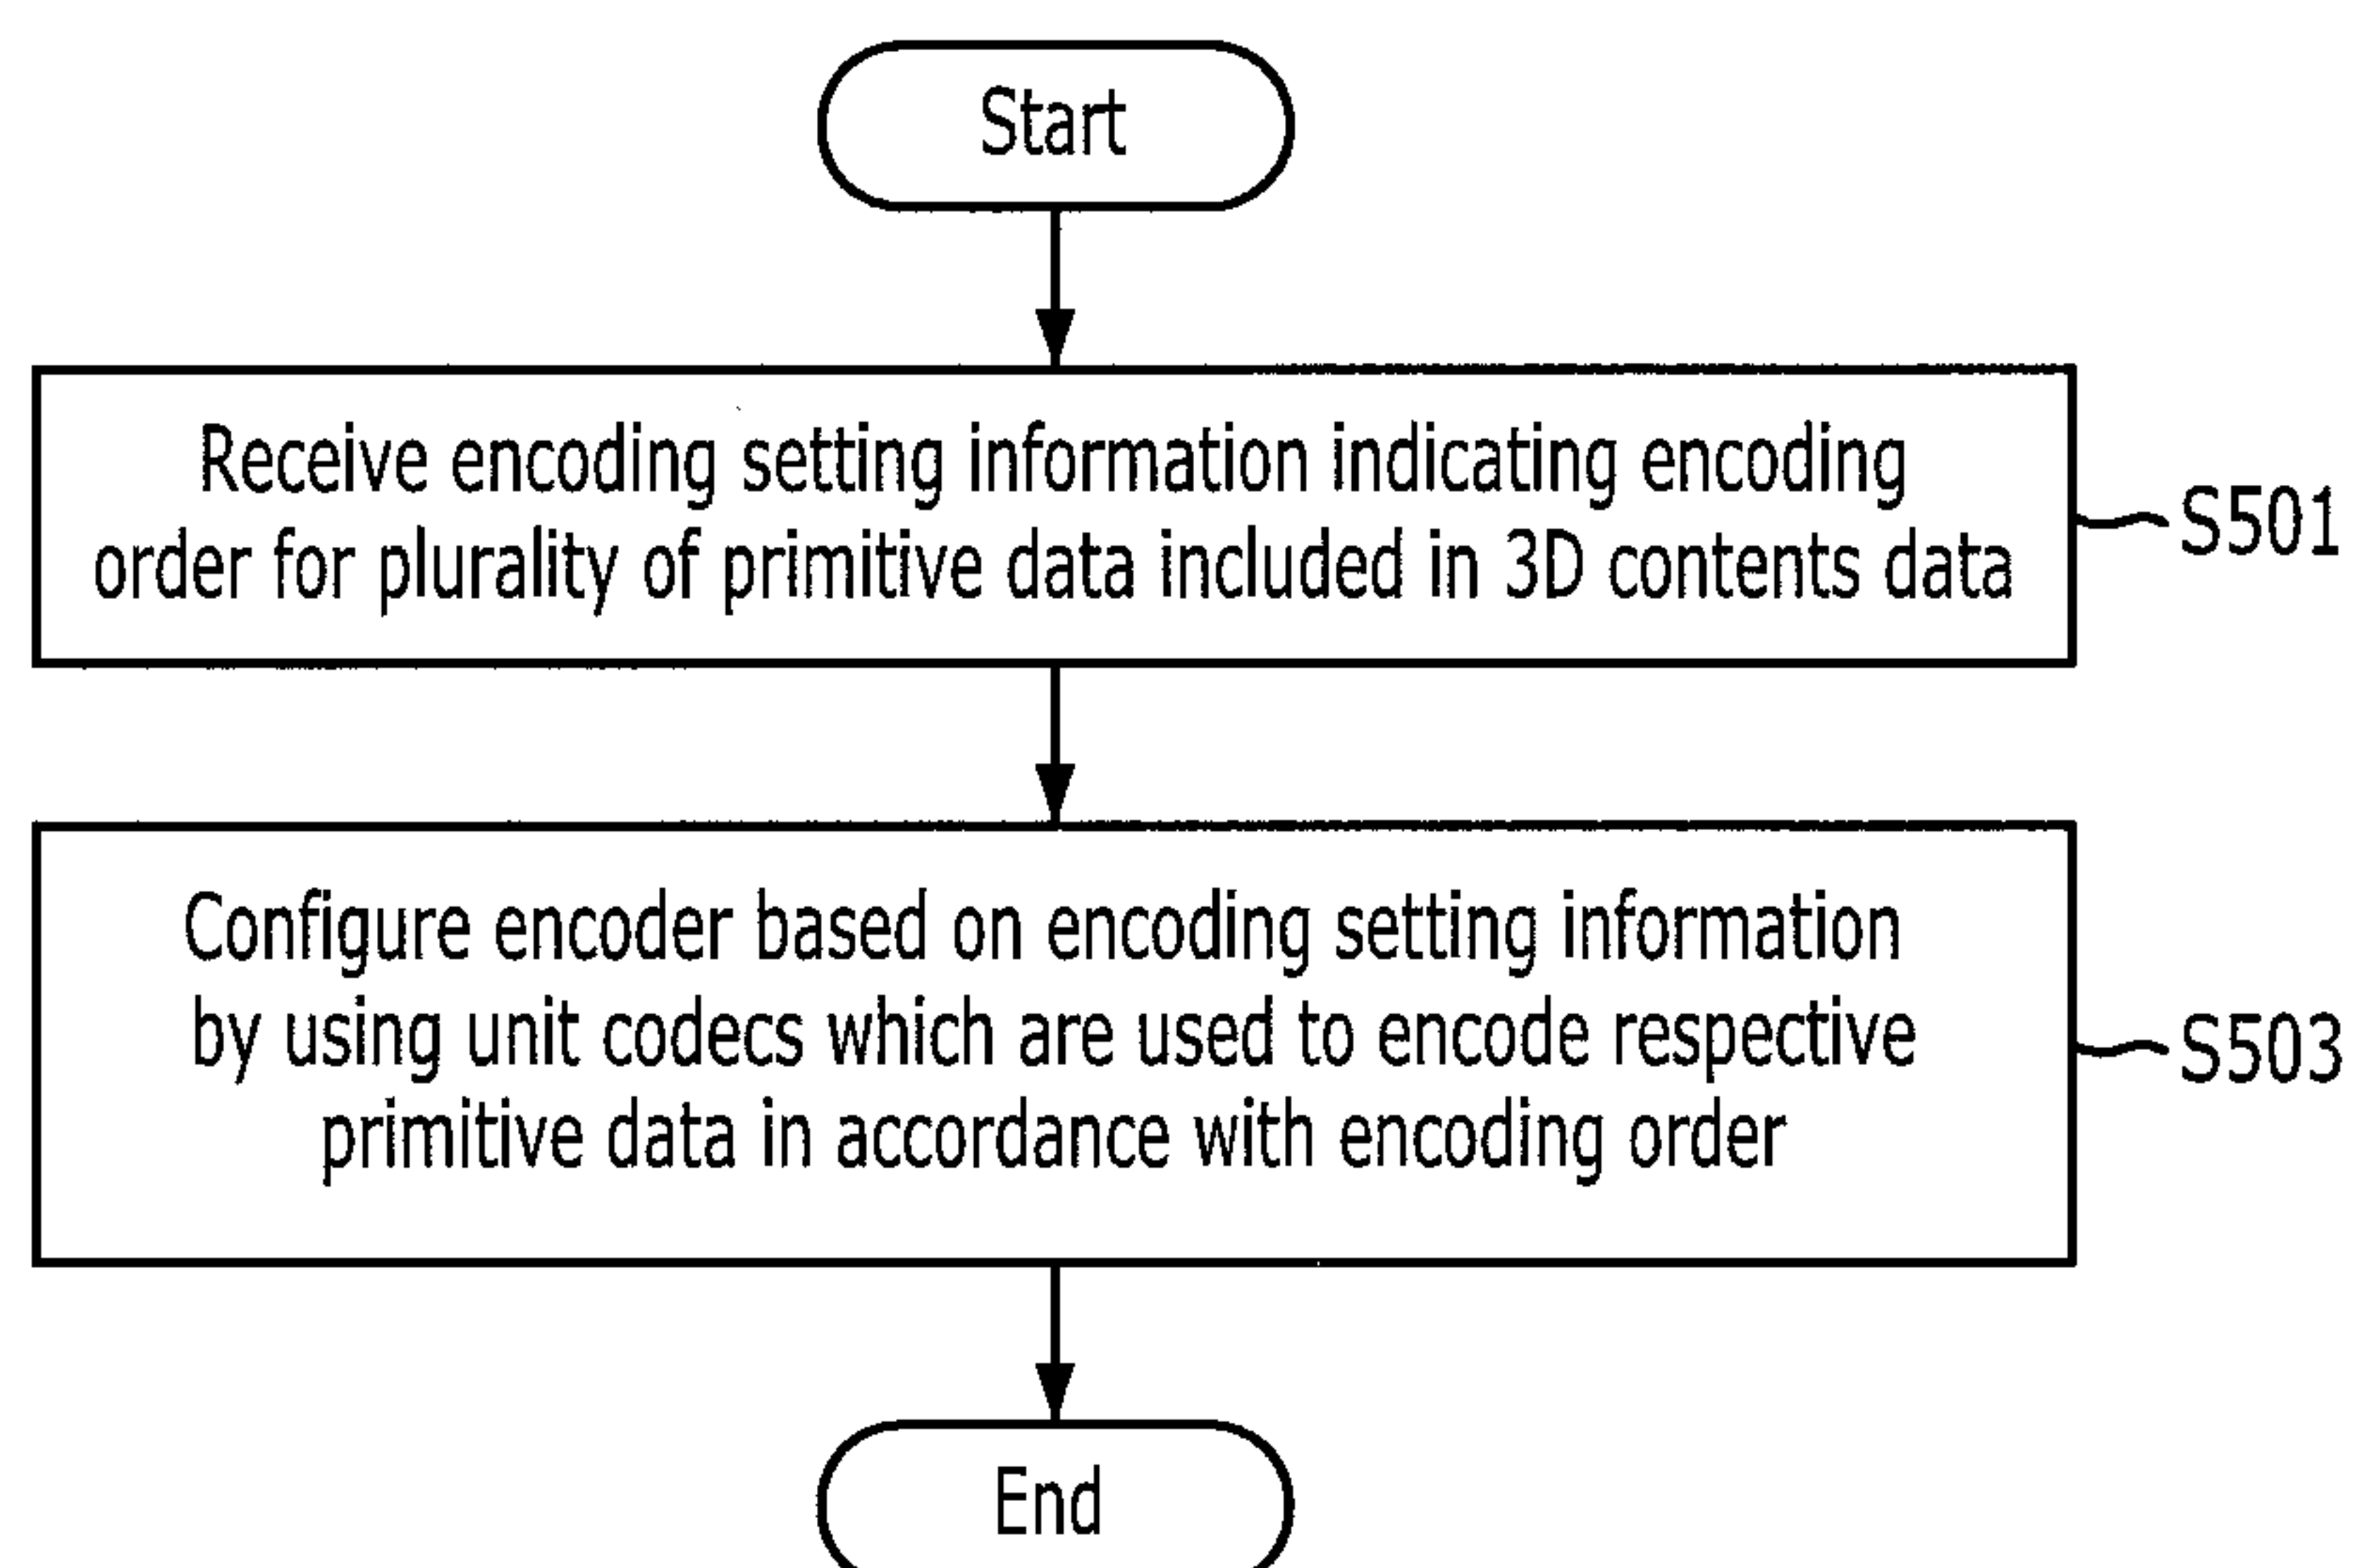 Start
Receive encoding setting information indicating encoding
order for plurality of primitive data included in 3D contents data
S501
Configure encoder based on encoding setting information
by using unit codecs which are used to encode respective
primitive data in accordance with encoding order
S503
End